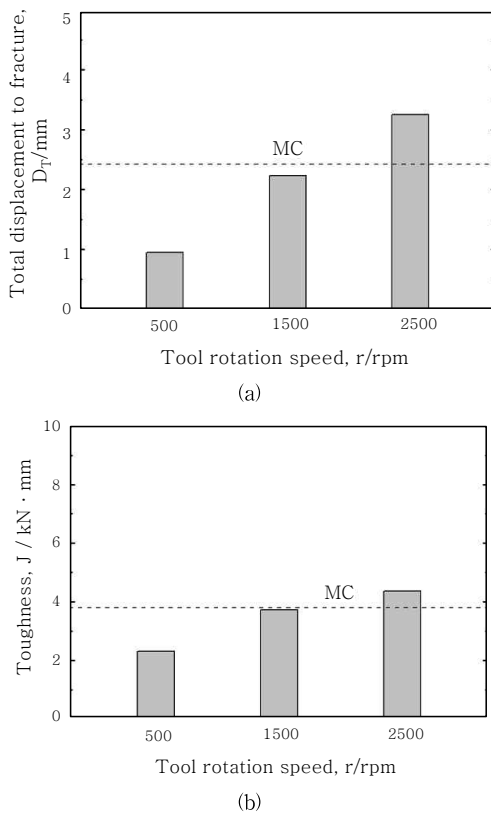 Total displacement to fracture,
D_T/mm
5
4
3
2
1
0
MC
500 1500 2500
Tool rotation speed, r/rpm
(a)
Toughness, J / kN · mm
10
8
6
4
2
0
MC
500 1500 2500
Tool rotation speed, r/rpm
(b)